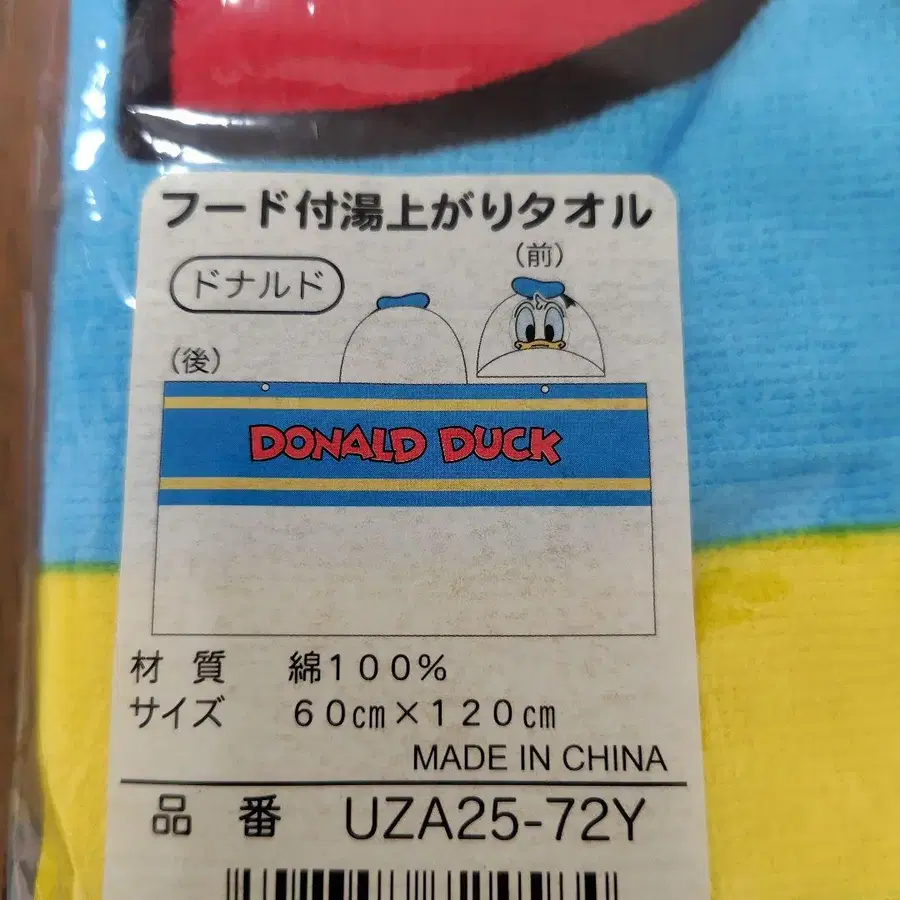 フード付湯上がりタオル
ドナルド
(前)
(後)
DONALD DUCK
材 質 綿100%
サイズ 60㎝×120㎝
MADE IN CHINA
品 番 UZA25-72Y